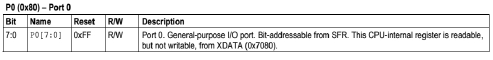 P0 (0x80) – Port 0
Bit Name Reset R/W Description
7:0 P0[7:0] 0xFF R/W Port 0. General-purpose I/O port. Bit-addressable from SFR. This CPU-internal register is readable,
but not writable, from XDATA (0x7080).